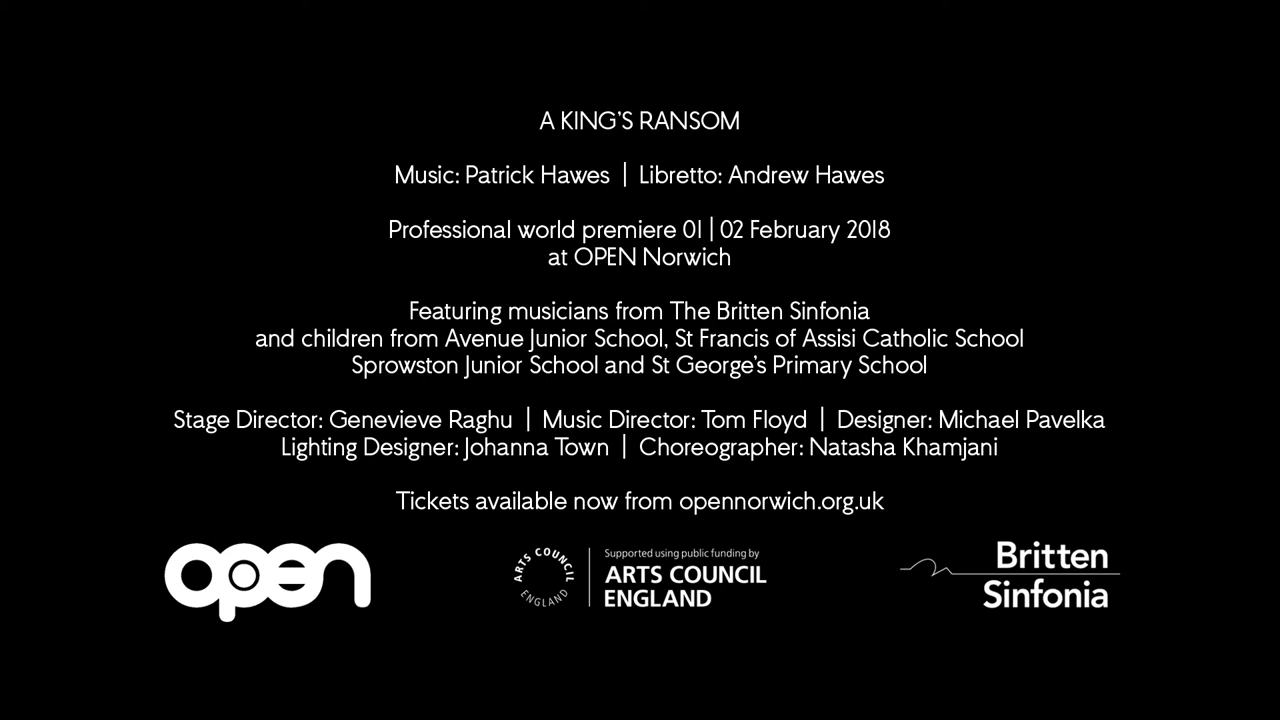 A KING'S RANSOM
Music: Patrick Hawes | Libretto: Andrew Hawes
Professional world premiere 01 | 02 February 2018
at OPEN Norwich
Featuring musicians from The Britten Sinfonia
and children from Avenue Junior School, St Francis of Assisi Catholic School
Sprowston Junior School and St George's Primary School
Stage Director: Genevieve Raghu | Music Director: Tom Floyd | Designer: Michael Pavelka
Lighting Designer: Johanna Town | Choreographer: Natasha Khamjani
Tickets available now from opennorwich.org.uk
open
ARTS COUNCIL
ENGLAND
Supported using public funding by
ARTS COUNCIL
ENGLAND
Britten
Sinfonia